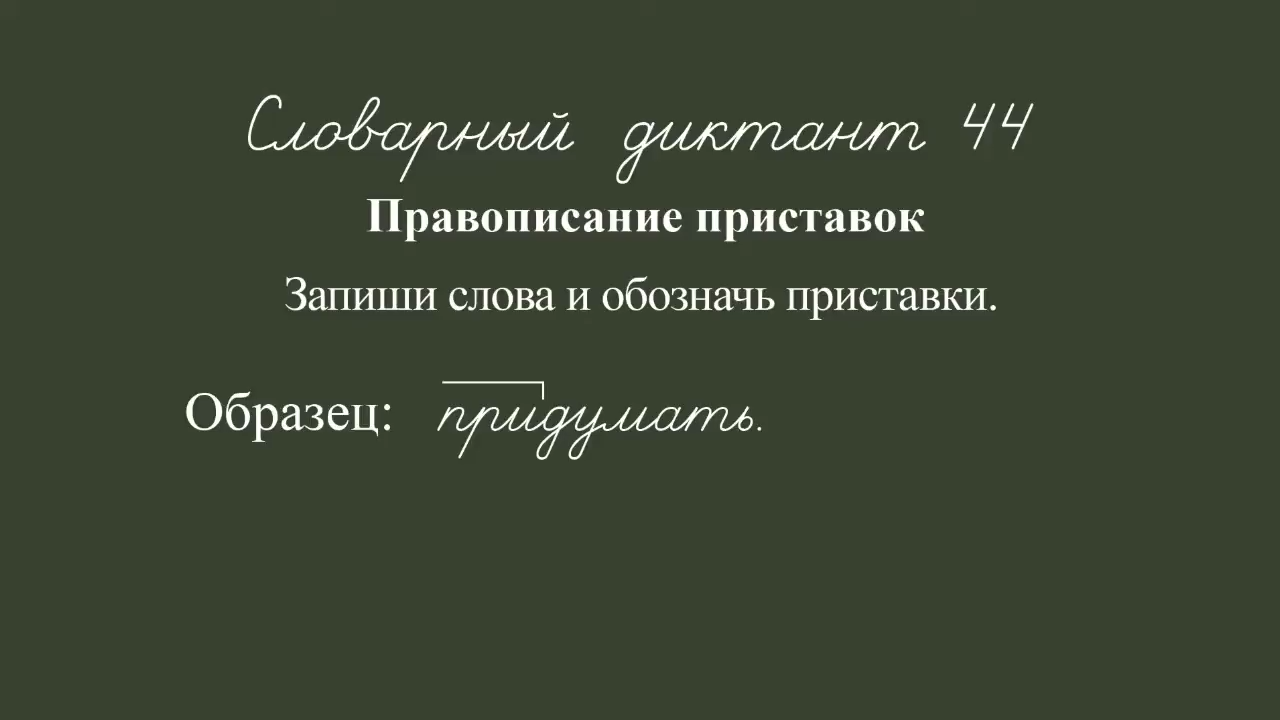 Словарный диктант 44
Правописание приставок
Запиши слова и обозначь приставки.
Образец: придумать.